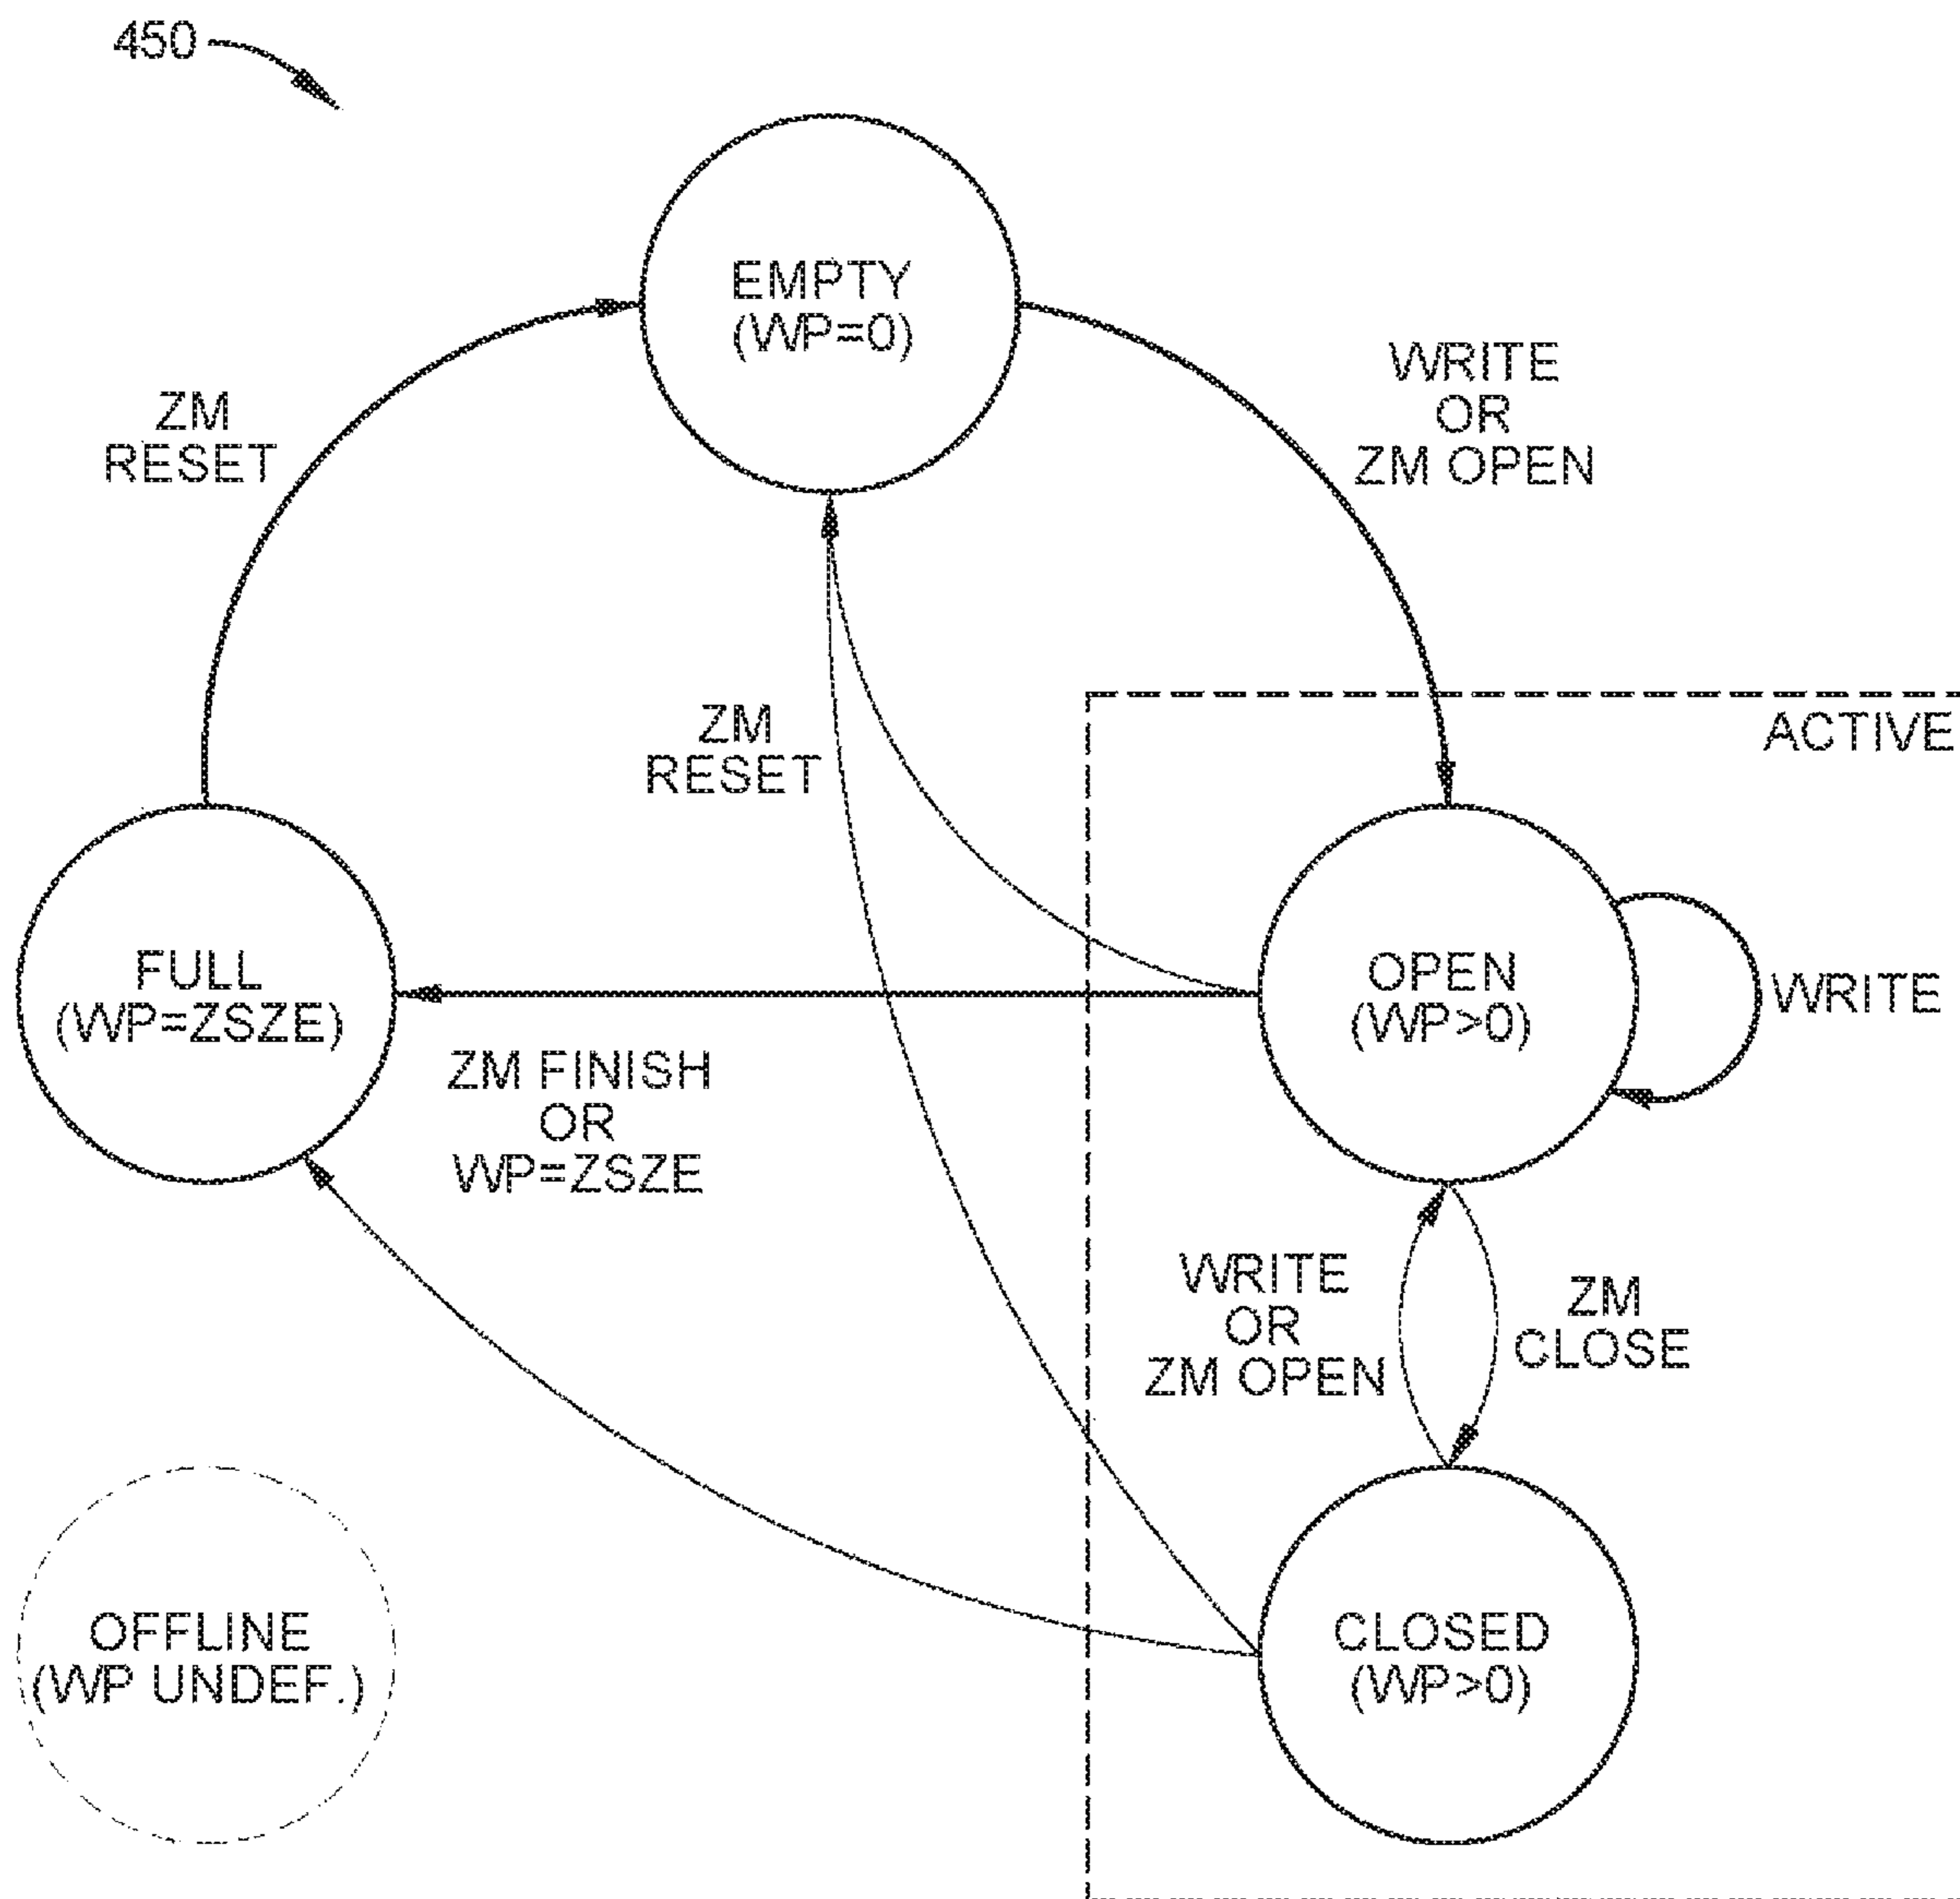 450
EMPTY
(WP=0)
WRITE
OR
ZM OPEN
ZM
RESET
ZM
RESET
ACTIVE
FULL
(WP=ZSZE)
OPEN
(WP>0)
WRITE
ZM FINISH
OR
WP=ZSZE
WRITE
OR
ZM OPEN
ZM
CLOSE
OFFLINE
(WP UNDEF.)
CLOSED
(WP>0)